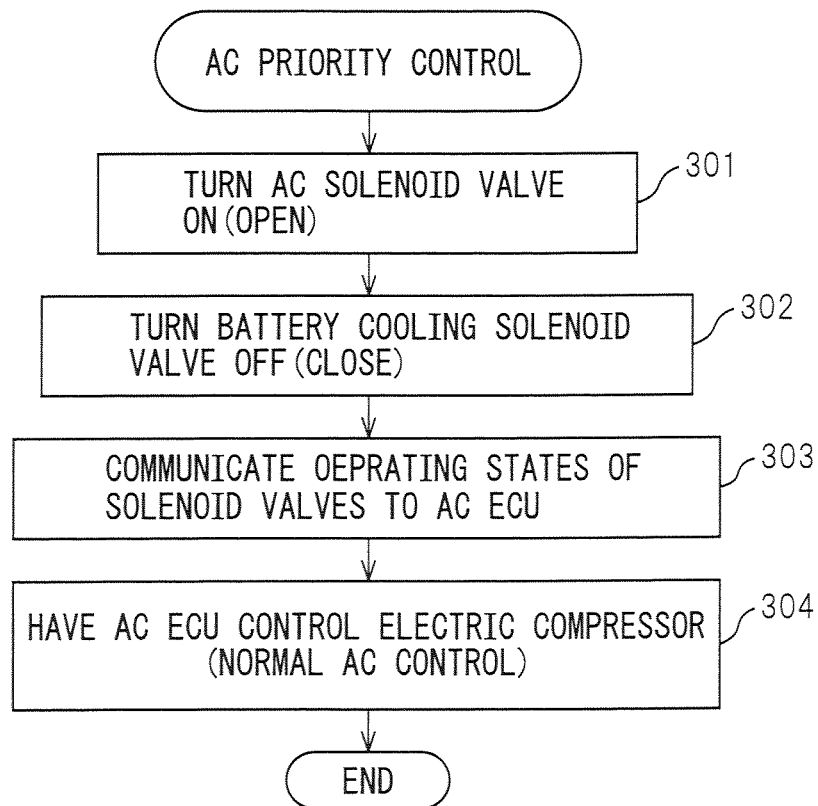 AC PRIORITY CONTROL
301
TURN AC SOLENOID VALVE
ON(OPEN)
302
TURN BATTERY COOLING SOLENOID
VALVE OFF(CLOSE)
303
COMMUNICATE OEPRATING STATES OF
SOLENOID VALVES TO AC ECU
304
HAVE AC ECU CONTROL ELECTRIC COMPRESSOR
(NORMAL AC CONTROL)
END